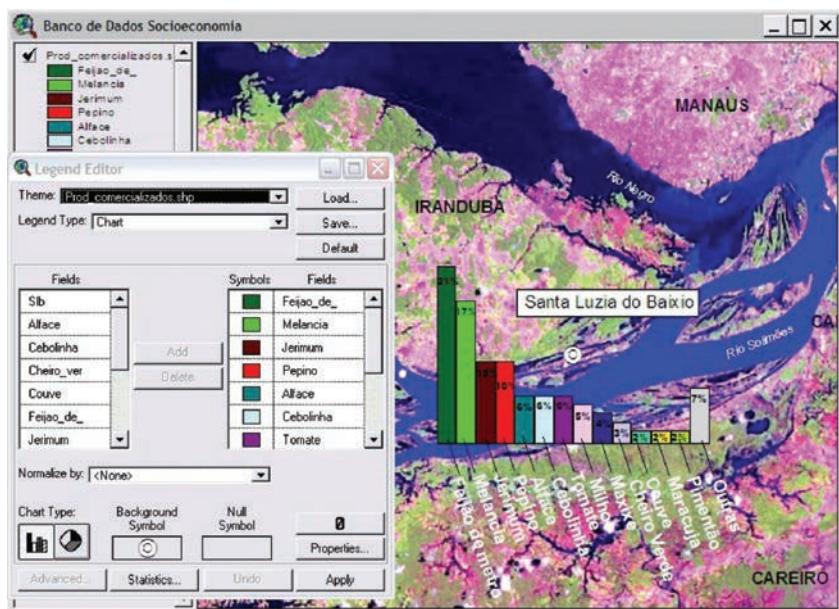 Banco de Dados Socioeconomia
Prod_comercializados.s
Feijao_de_
Melancia
Jerimum
Pepino
Alface
Cebolinha
Legend Editor
Theme: Prod_comercializados.shp
Load...
Legend Type: Chart
Save...
Default
Fields
Symbols
Fields
Slb
Alface
Cebolinha
Cheiro_ver
Couve
Feijao_de_
Jerimum
Add
Delete
Feijao_de_
Melancia
Jerimum
Pepino
Alface
Cebolinha
Tomate
Normalize by: <None>
Chart Type:
Background Symbol
Null Symbol
0
Properties...
Advanced...
Statistics...
Undo
Apply
MANAUS
Rio Negro
IRANDUBA
Santa Luzia do Baixio
CA
Rio Solimões
21%
17%
10%
10%
6%
6%
6%
5%
4%
3%
2%
2%
2%
7%
Feijão de metro
Melancia
Jerimum
Pepino
Alface
Cebolinha
Tomate
Milho
Maxixe
Cheiro Verde
Couve
Maracujá
Pimentão
Outras
CAREIRO